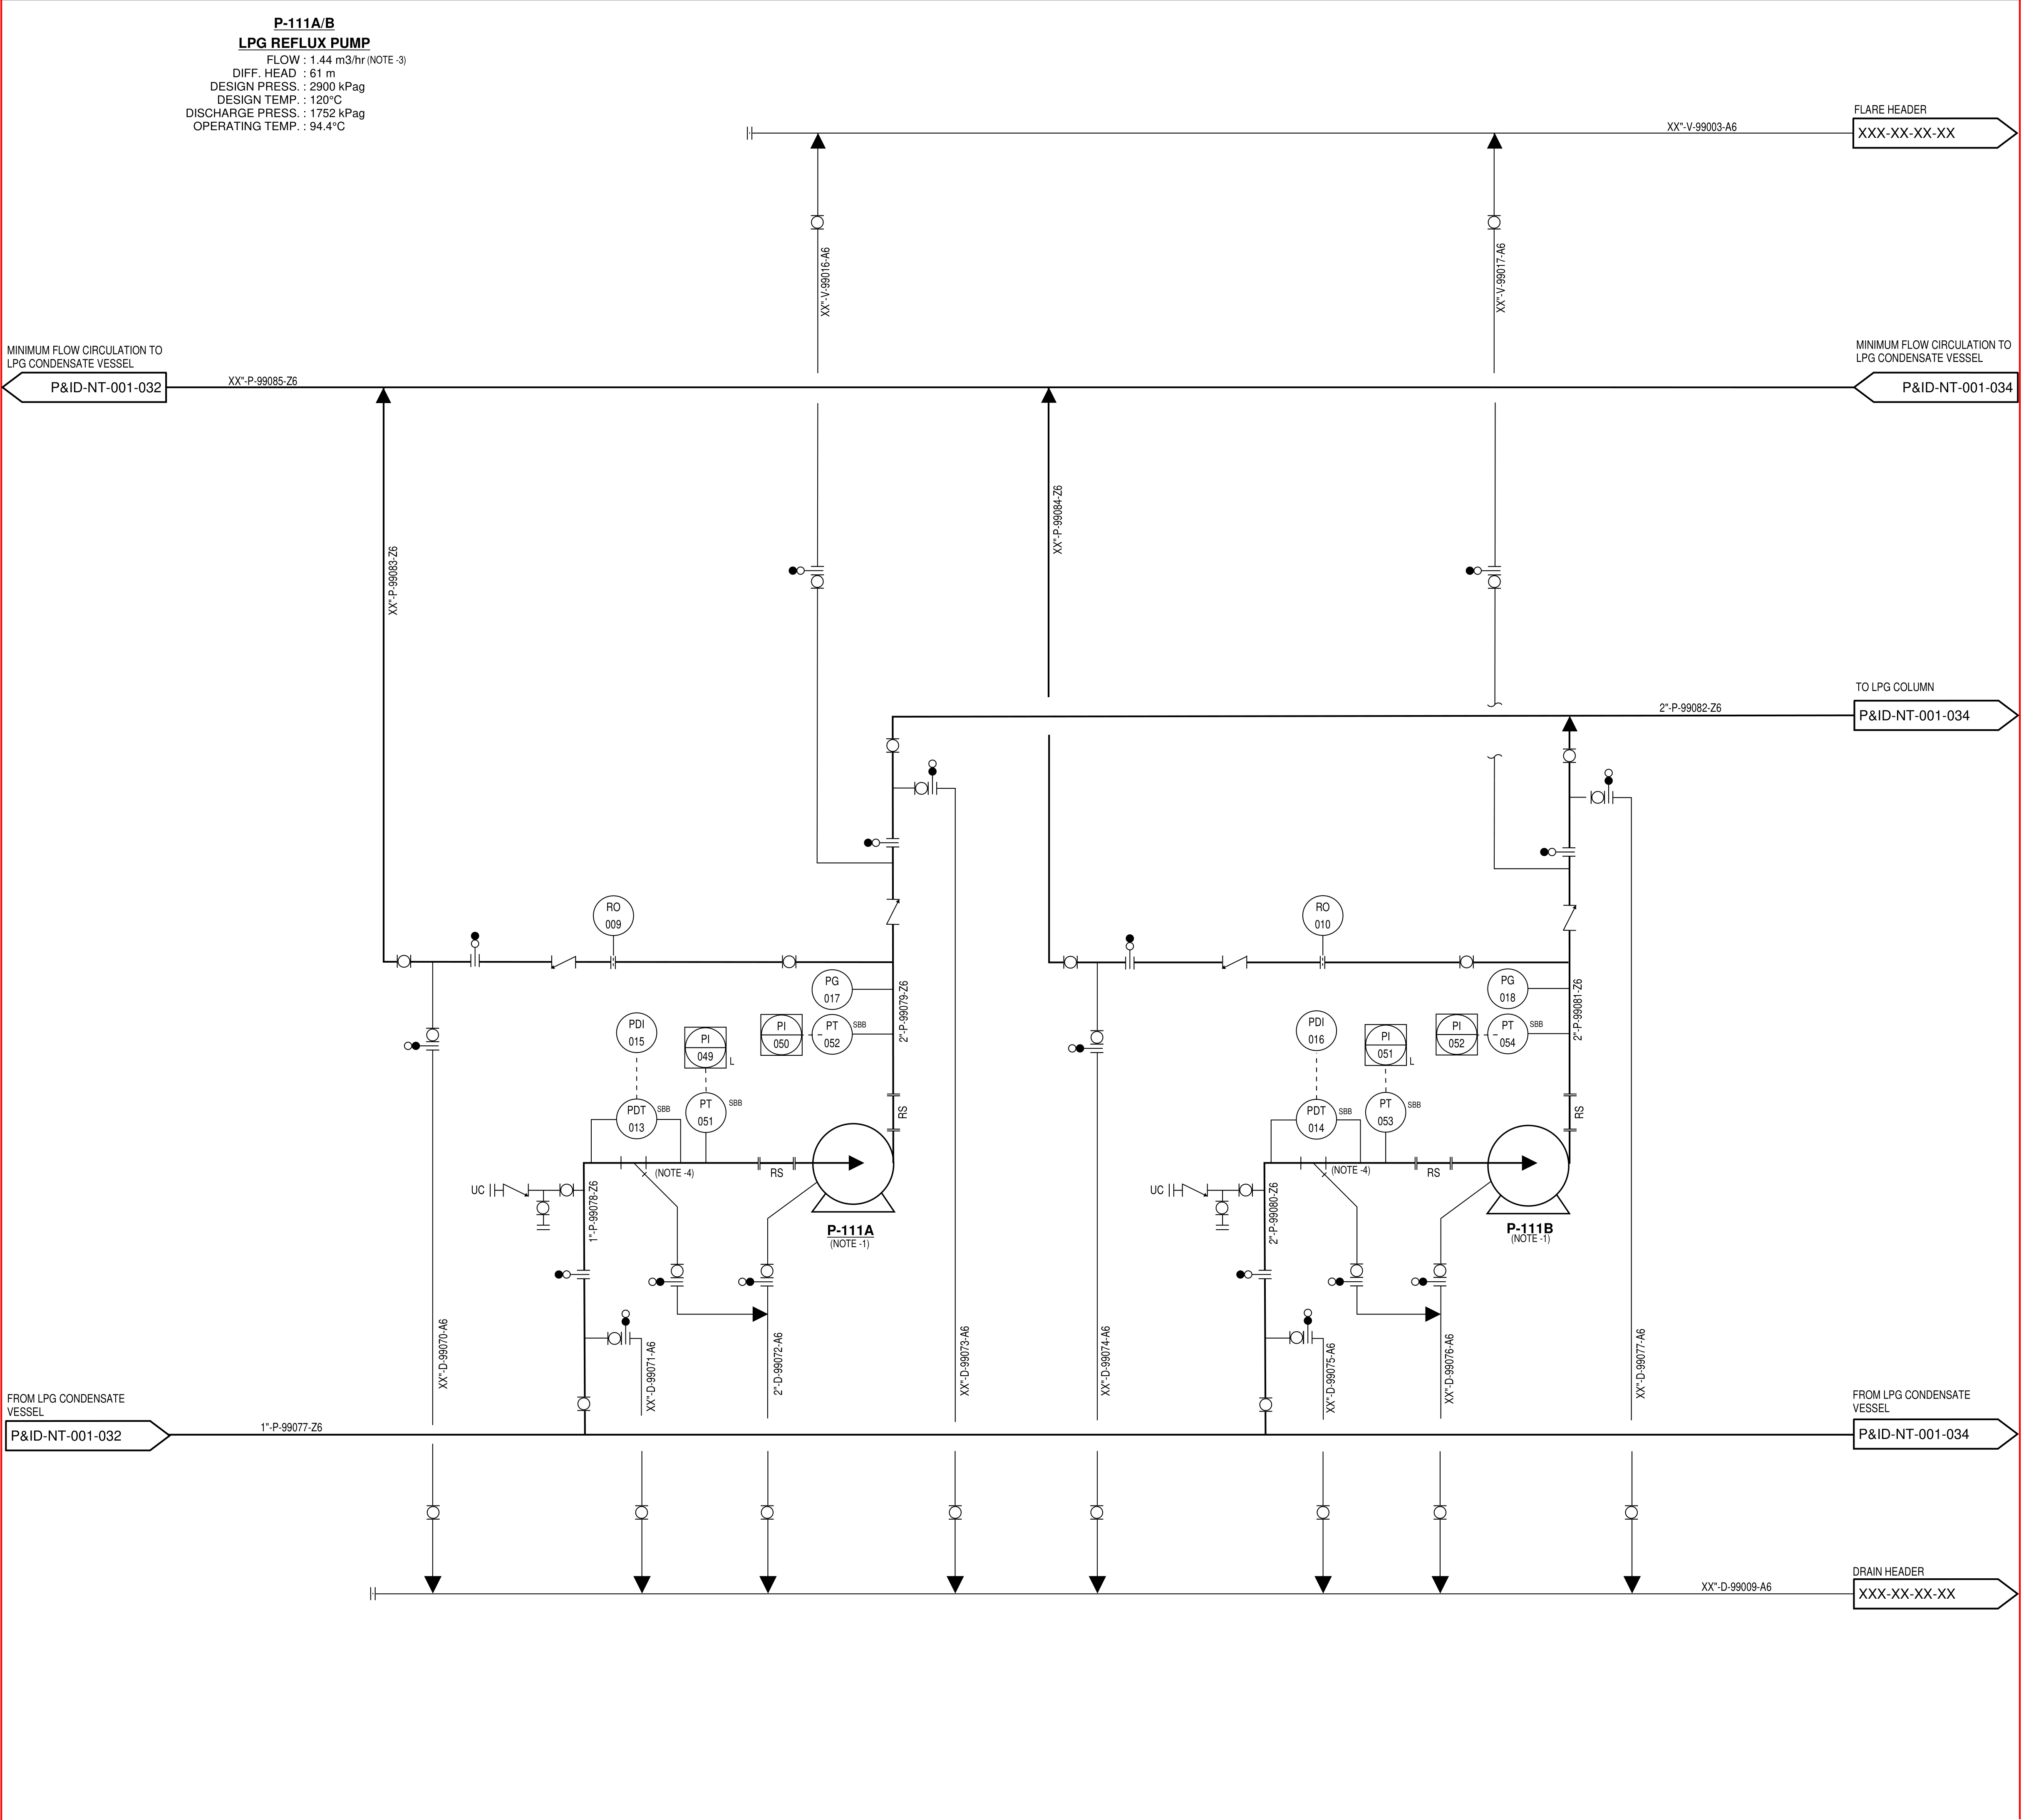 P-111A/B
LPG REFLUX PUMP
FLOW : 1.44 m3/hr (NOTE -3)
DIFF. HEAD : 61 m
DESIGN PRESS. : 2900 kPag
DESIGN TEMP. : 120°C
DISCHARGE PRESS. : 1752 kPag
OPERATING TEMP. : 94.4°C
FLARE HEADER
XXX-XX-XX-XX
XX"-V-99003-A6
XX"-V-99016-A6
XX"-V-99017-A6
MINIMUM FLOW CIRCULATION TO
LPG CONDENSATE VESSEL
P&ID-NT-001-032
XX"-P-99085-Z6
MINIMUM FLOW CIRCULATION TO
LPG CONDENSATE VESSEL
P&ID-NT-001-034
XX"-P-99083-Z6
XX"-P-99084-Z6
TO LPG COLUMN
P&ID-NT-001-034
2"-P-99082-Z6
RO
009
RO
010
PG
017
PG
018
2"-P-99079-Z6
2"-P-99081-Z6
PDI
015
PI
049
L
PI
050
PT
052
SBB
PDI
016
PI
051
L
PI
052
PT
054
SBB
PDT
013
SBB
PT
051
SBB
RS
PDT
014
SBB
PT
053
SBB
RS
(NOTE -4)
RS
(NOTE -4)
RS
UC
1"-P-99078-Z6
UC
2"-P-99080-Z6
P-111A
(NOTE -1)
P-111B
(NOTE -1)
XX"-D-99070-A6
XX"-D-99071-A6
2"-D-99072-A6
XX"-D-99073-A6
XX"-D-99074-A6
XX"-D-99075-A6
XX"-D-99076-A6
XX"-D-99077-A6
FROM LPG CONDENSATE
VESSEL
P&ID-NT-001-032
1"-P-99077-Z6
FROM LPG CONDENSATE
VESSEL
P&ID-NT-001-034
DRAIN HEADER
XXX-XX-XX-XX
XX"-D-99009-A6